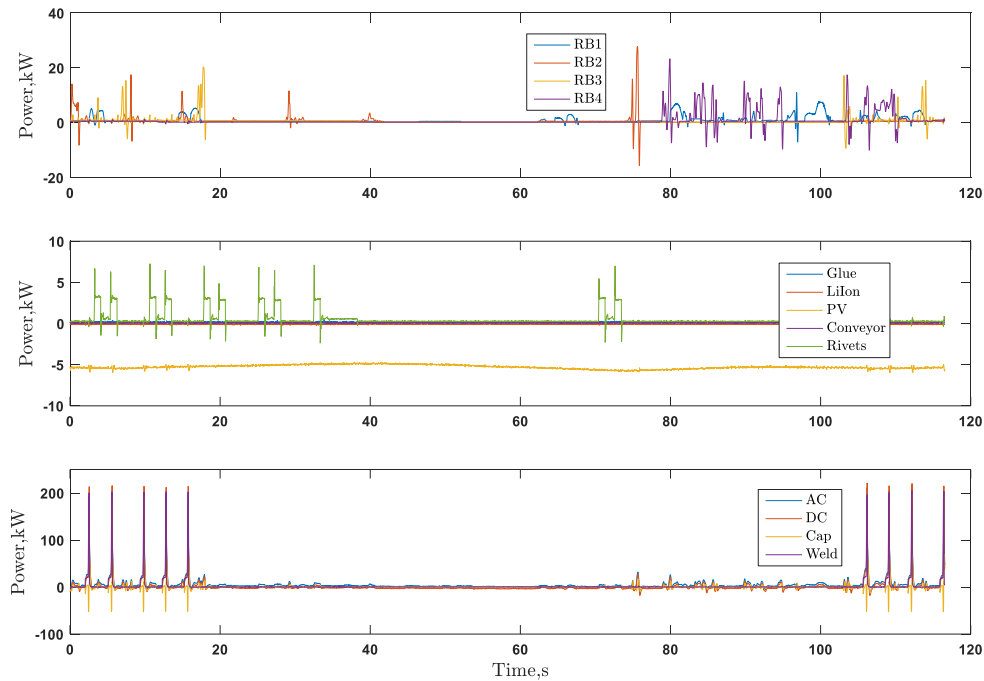 40
20
0
-20
Power,kW
RB1
RB2
RB3
RB4
0 20 40 60 80 100 120
10
5
0
-5
-10
Power,kW
Glue
LiIon
PV
Conveyor
Rivets
0 20 40 60 80 100 120
200
100
0
-100
Power,kW
AC
DC
Cap
Weld
0 20 40 60 80 100 120
Time,s